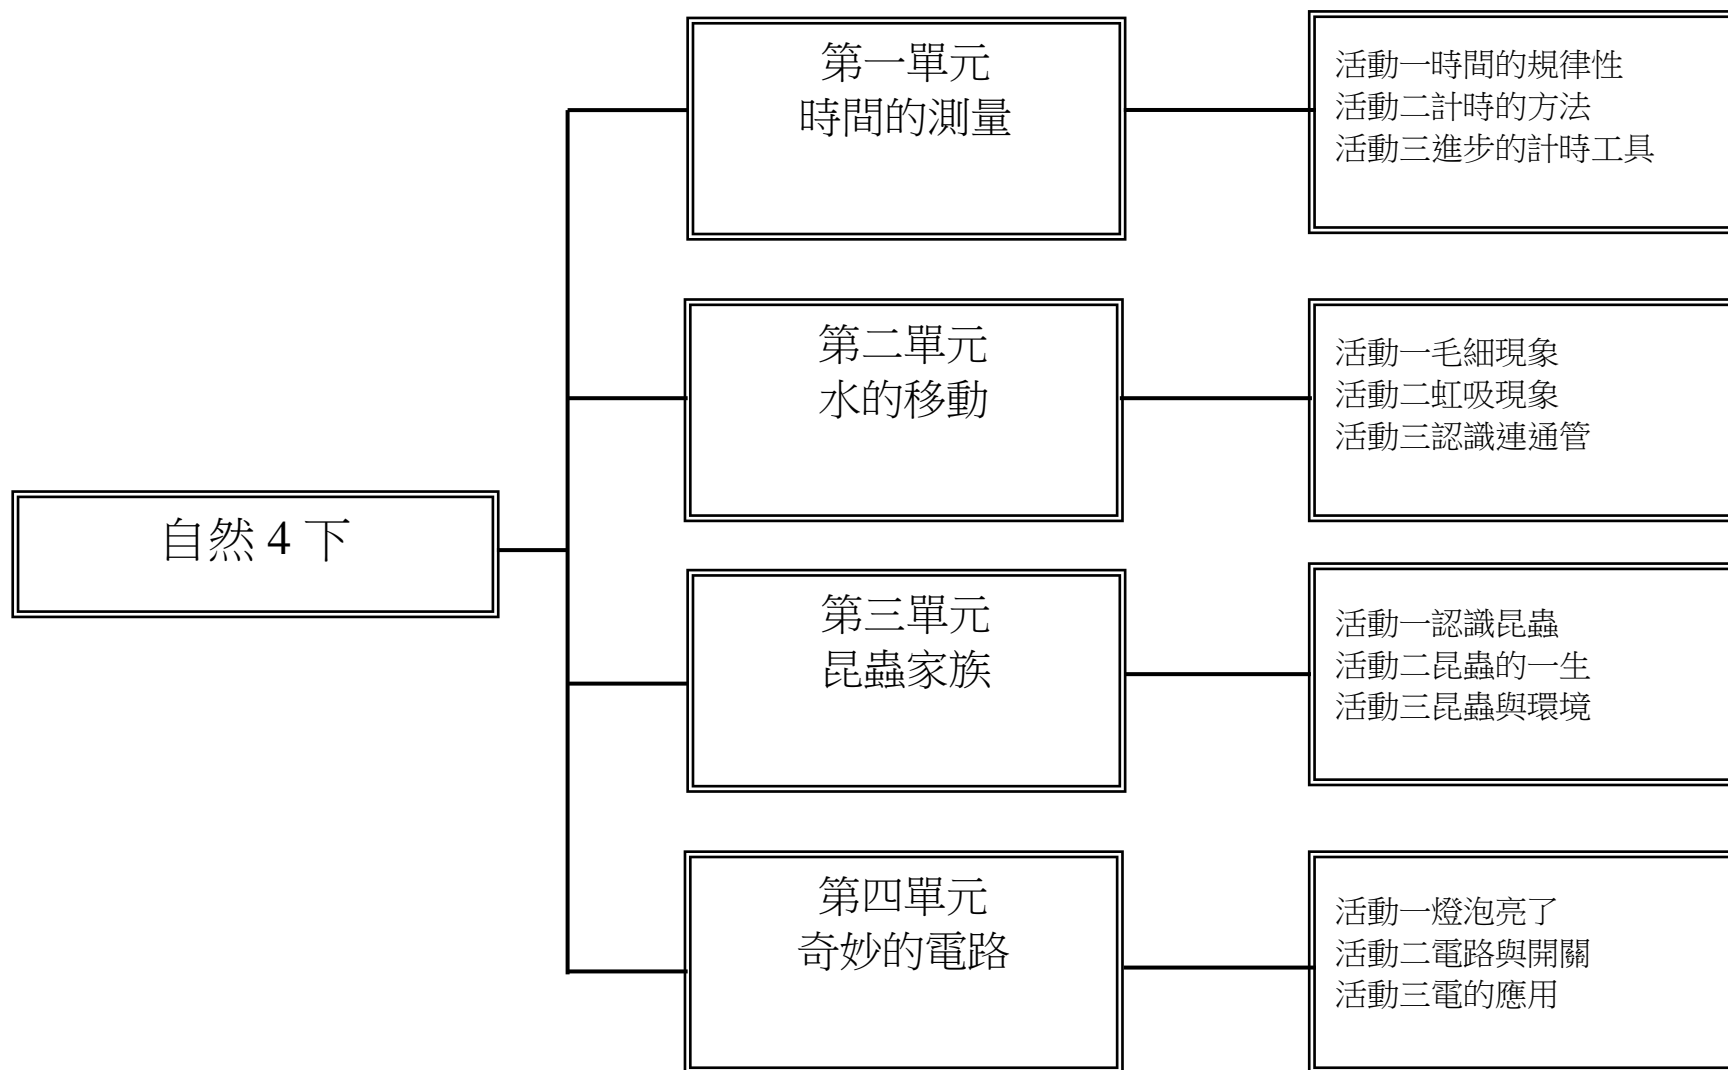 自然 4 下
第一單元
時間的測量
活動一時間的規律性
活動二計時的方法
活動三進步的計時工具
第二單元
水的移動
活動一毛細現象
活動二虹吸現象
活動三認識連通管
第三單元
昆蟲家族
活動一認識昆蟲
活動二昆蟲的一生
活動三昆蟲與環境
第四單元
奇妙的電路
活動一燈泡亮了
活動二電路與開關
活動三電的應用